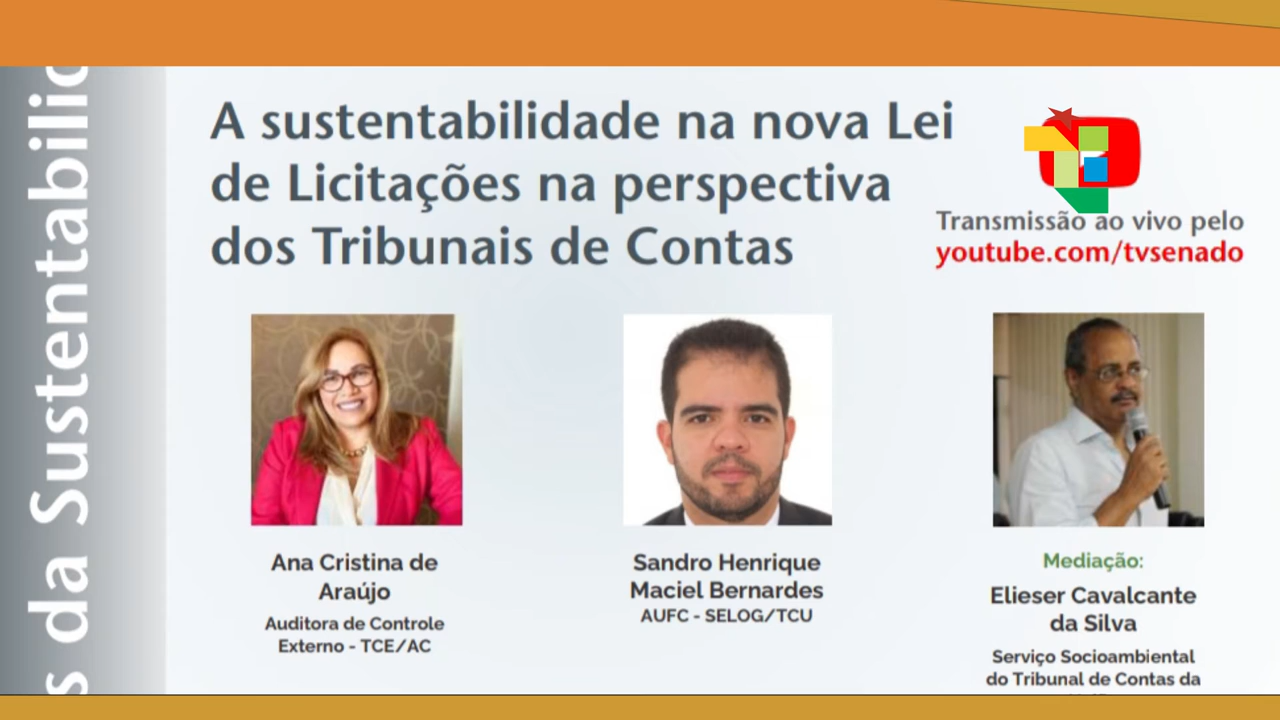 s da Sustentabili
A sustentabilidade na nova Lei
de Licitações na perspectiva
dos Tribunais de Contas
Transmissão ao vivo pelo
youtube.com/tvsenado
Ana Cristina de
Araújo
Auditora de Controle
Externo - TCE/AC
Sandro Henrique
Maciel Bernardes
AUFC - SELOG/TCU
Mediação:
Elieser Cavalcante
da Silva
Serviço Socioambiental
do Tribunal de Contas da